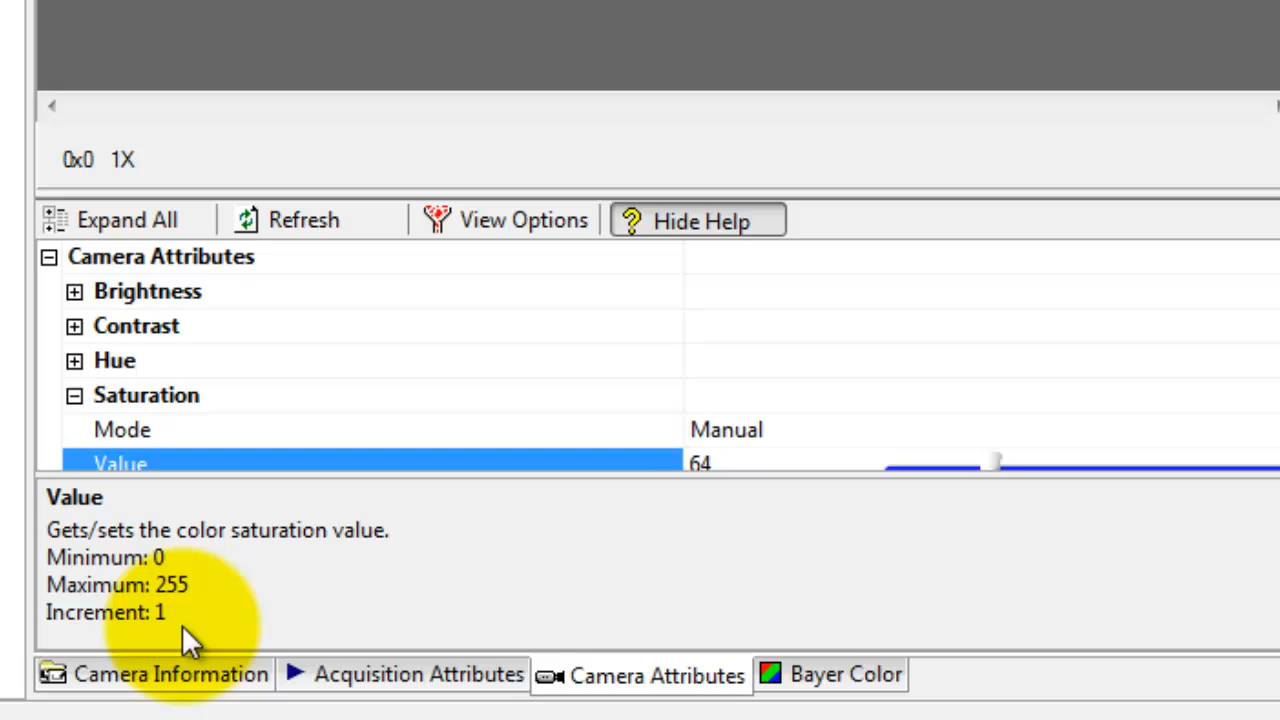 0x0 1X
Expand All Refresh View Options Hide Help
Camera Attributes
Brightness
Contrast
Hue
Saturation
Mode Manual
Value 64
Value
Gets/sets the color saturation value.
Minimum: 0
Maximum: 255
Increment: 1
Camera Information Acquisition Attributes Camera Attributes Bayer Color